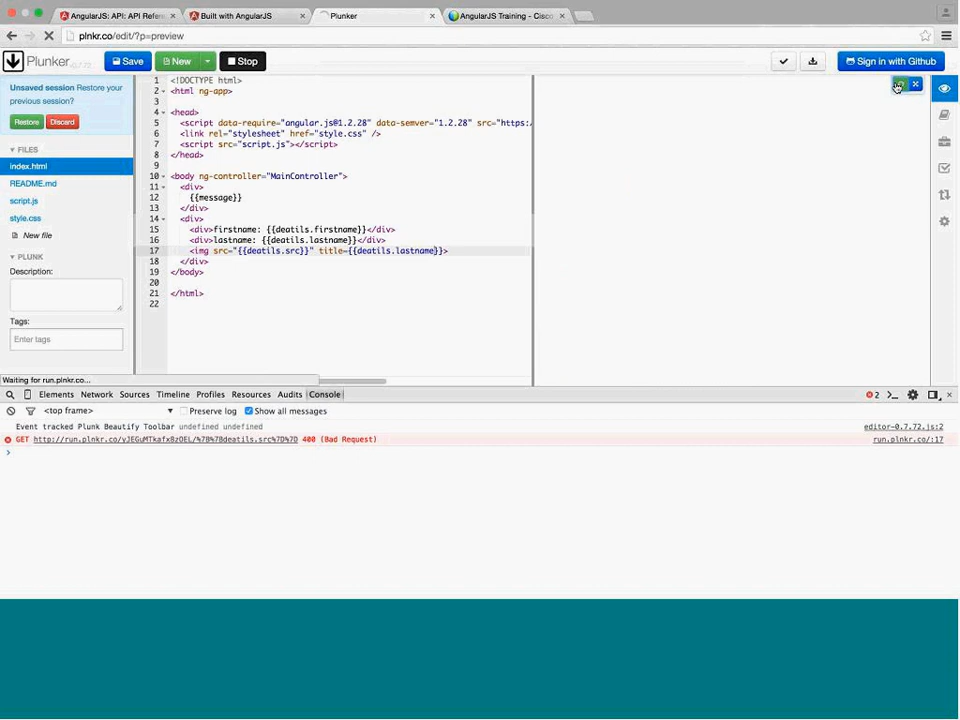 AngularJS: API: API Refere
Built with AngularJS
Plunker
AngularJS Training - Cisco
plnkr.co/edit/?p=preview
Plunker 0.7.72
Save
New
Stop
Sign in with Github
Unsaved session Restore your
previous session?
Restore Discard
FILES
index.html
README.md
script.js
style.css
New file
PLUNK
Description:
Tags:
Enter tags
1 <!DOCTYPE html>
2 <html ng-app>
3
4 <head>
5 <script data-require="angular.js@1.2.28" data-semver="1.2.28" src="https:/
6 <link rel="stylesheet" href="style.css" />
7 <script src="script.js"></script>
8 </head>
9
10 <body ng-controller="MainController">
11 <div>
12 {{message}}
13 </div>
14 <div>
15 <div>firstname: {{deatils.firstname}}</div>
16 <div>lastname: {{deatils.lastname}}</div>
17 <img src="{{deatils.src}}" title={{deatils.lastname}}>
18 </div>
19 </body>
20
21 </html>
22
Waiting for run.plnkr.co...
Elements Network Sources Timeline Profiles Resources Audits Console
2
<top frame> Preserve log Show all messages
Event tracked Plunk Beautify Toolbar undefined undefined editor-0.7.72.js:2
GET http://run.plnkr.co/yJEGuMTkafx8zOEL/%7B%7Bdeatils.src%7D%7D 400 (Bad Request) run.plnkr.co/:17